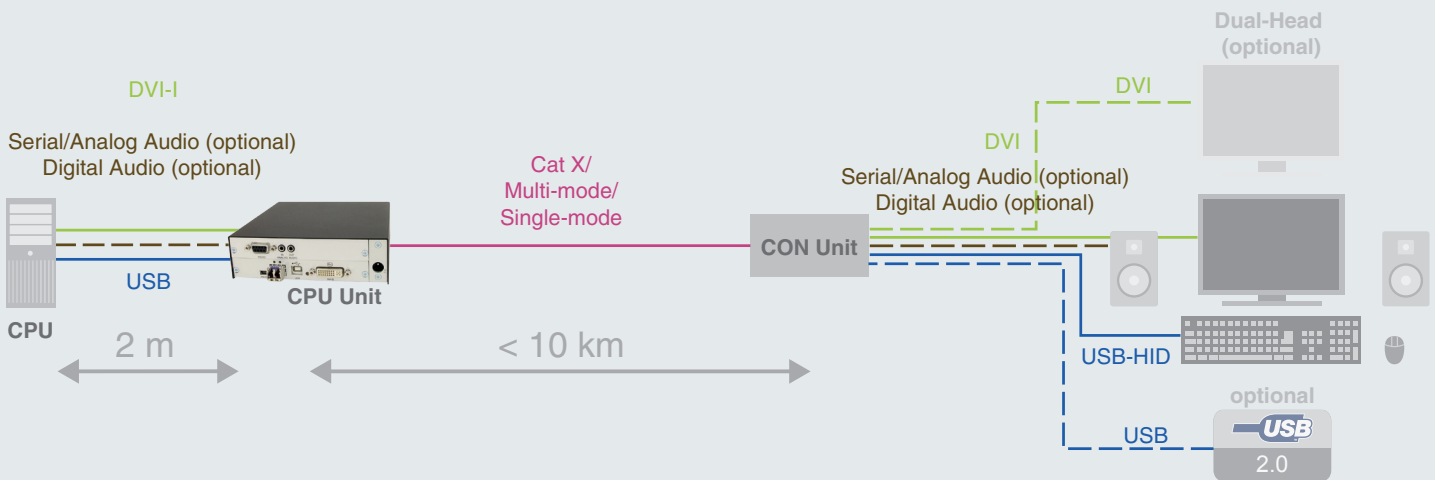 Dual-Head
(optional)
DVI-I
DVI
Serial/Analog Audio (optional)
Digital Audio (optional)
Cat X/
Multi-mode/
Single-mode
DVI
Serial/Analog Audio (optional)
Digital Audio (optional)
CON Unit
USB
CPU Unit
CPU
2 m
< 10 km
USB-HID
optional
USB
USB
2.0